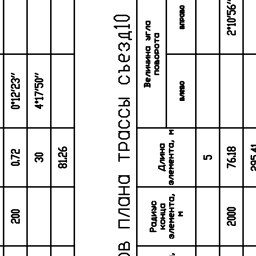 200 0.72 0°12'23"
30 4°17'50"
81.26
ов плана трассы съезд10
Радиус
конца
элемента,
м
Длина
элемента, м
Величина угла
поворота
влево
вправо
5
2000 76.18 2°10'56"